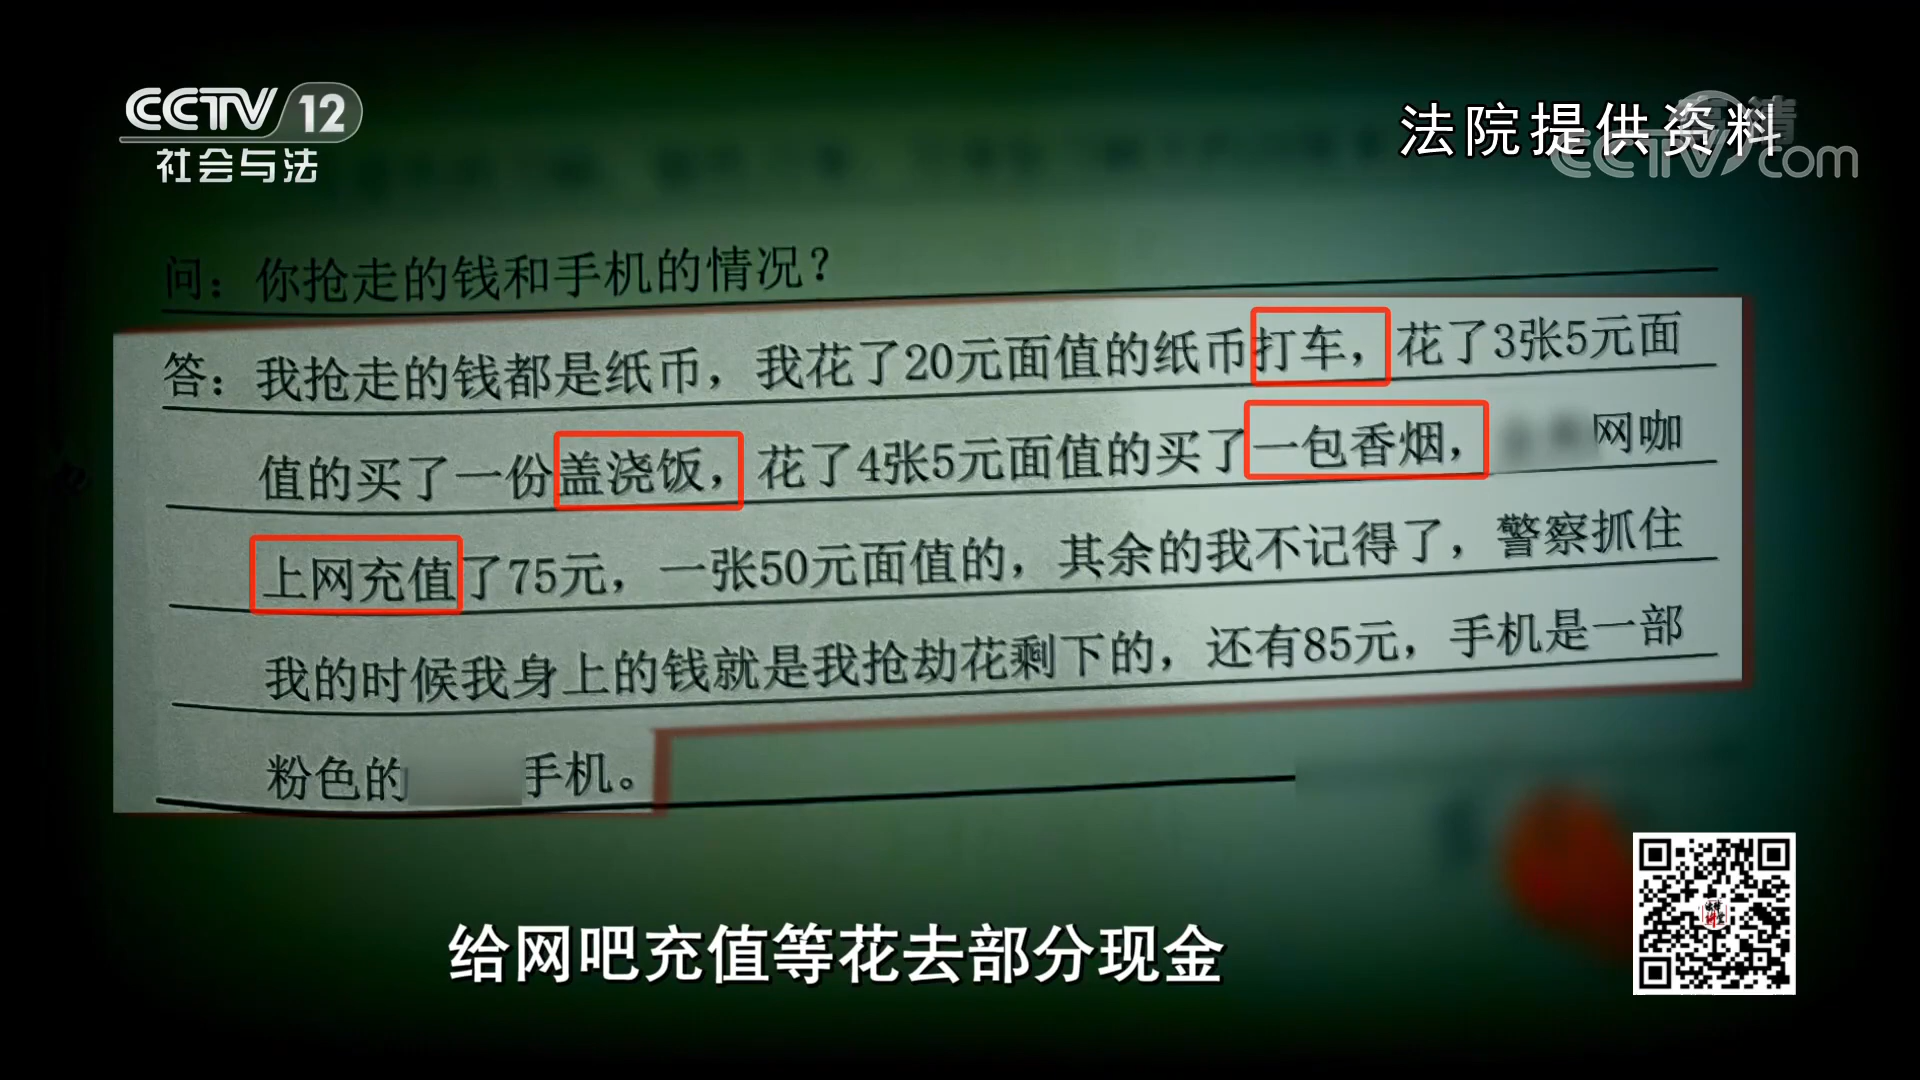 CCTV 12
社会与法
法院提供资料
高清
CCTV.com
问：你抢走的钱和手机的情况？
答：我抢走的钱都是纸币，我花了20元面值的纸币打车，花了3张5元面
值的买了一份盖浇饭，花了4张5元面值的买了一包香烟，网咖
上网充值了75元，一张50元面值的，其余的我不记得了，警察抓住
我的时候我身上的钱就是我抢劫花剩下的，还有85元，手机是一部
粉色的手机。
给网吧充值等花去部分现金